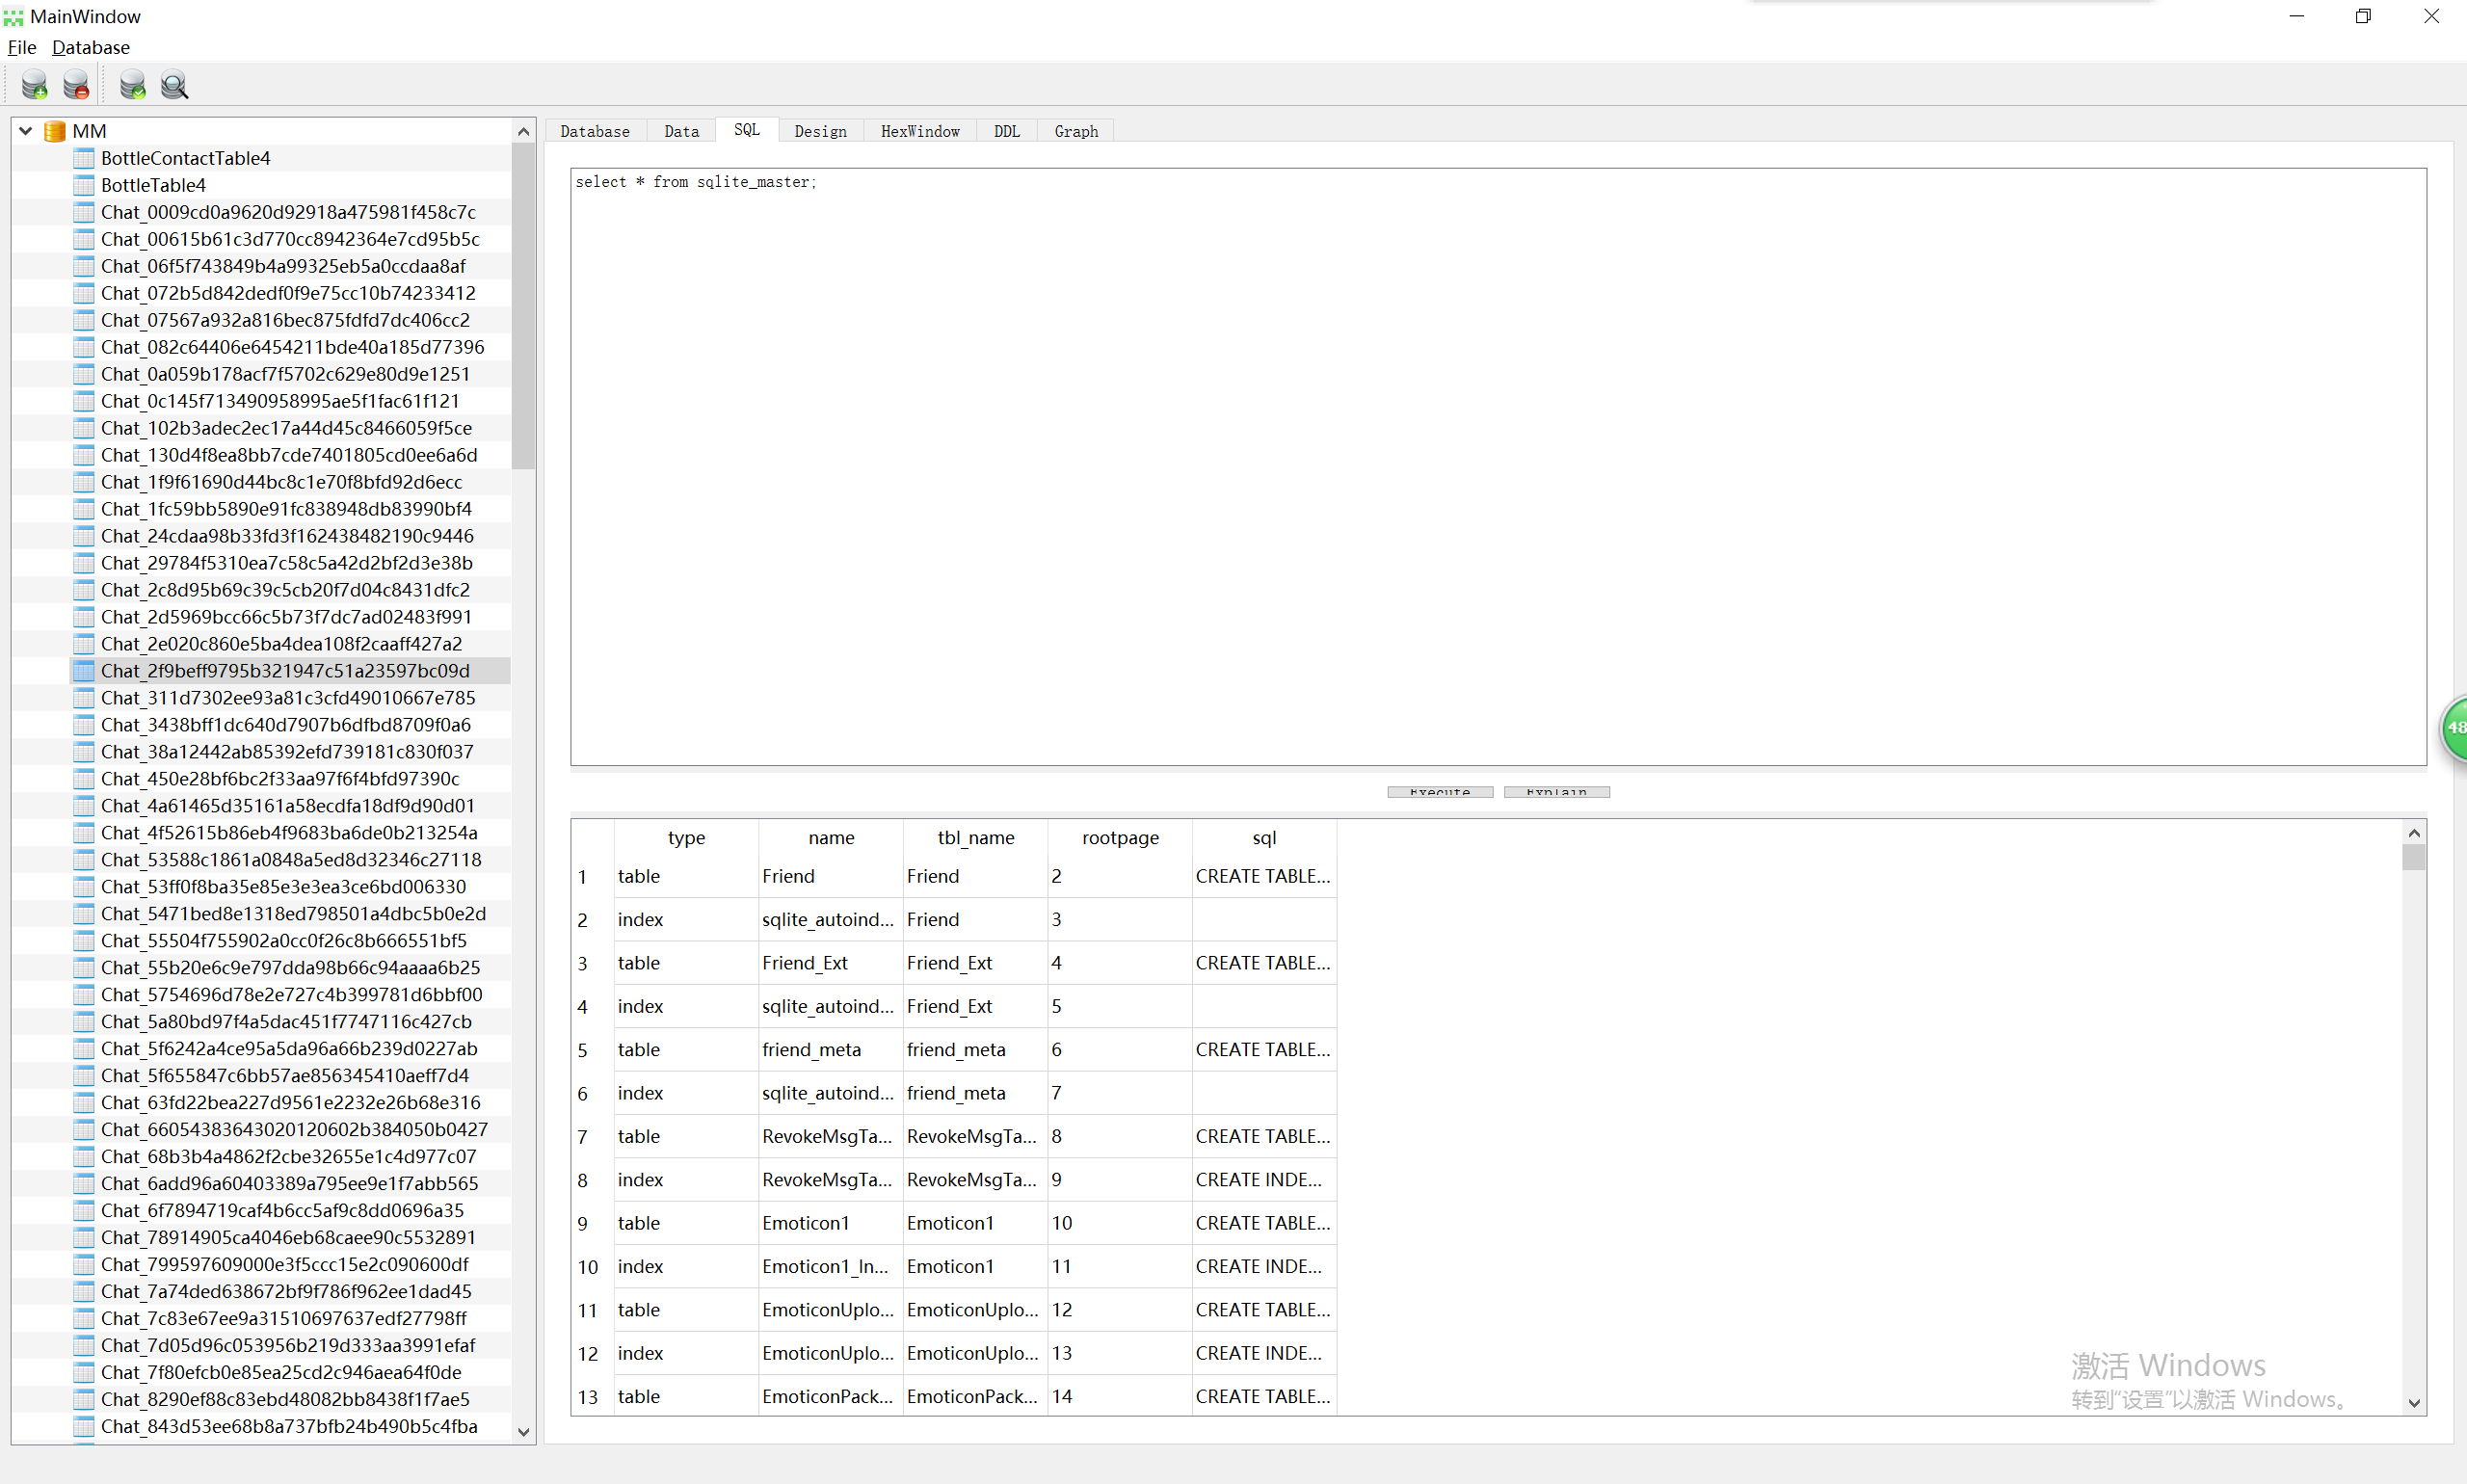 MainWindow
File Database
MM
BottleContactTable4
BottleTable4
Chat_0009cd0a9620d92918a475981f458c7c
Chat_00615b61c3d770cc8942364e7cd95b5c
Chat_06f5f743849b4a99325eb5a0ccdaa8af
Chat_072b5d842dedf0f9e75cc10b74233412
Chat_07567a932a816bec875fdfd7dc406cc2
Chat_082c64406e6454211bde40a185d77396
Chat_0a059b178acf7f5702c629e80d9e1251
Chat_0c145f713490958995ae5f1fac61f121
Chat_102b3adec2ec17a44d45c8466059f5ce
Chat_130d4f8ea8bb7cde7401805cd0ee6a6d
Chat_1f9f61690d44bc8c1e70f8bfd92d6ecc
Chat_1fc59bb5890e91fc838948db83990bf4
Chat_24cdaa98b33fd3f162438482190c9446
Chat_29784f5310ea7c58c5a42d2bf2d3e38b
Chat_2c8d95b69c39c5cb20f7d04c8431dfc2
Chat_2d5969bcc66c5b73f7dc7ad02483f991
Chat_2e020c860e5ba4dea108f2caaff427a2
Chat_2f9beff9795b321947c51a23597bc09d
Chat_311d7302ee93a81c3cfd49010667e785
Chat_3438bff1dc640d7907b6dfbd8709f0a6
Chat_38a12442ab85392efd739181c830f037
Chat_450e28bf6bc2f33aa97f6f4bfd97390c
Chat_4a61465d35161a58ecdfa18df9d90d01
Chat_4f52615b86eb4f9683ba6de0b213254a
Chat_53588c1861a0848a5ed8d32346c27118
Chat_53ff0f8ba35e85e3e3ea3ce6bd006330
Chat_5471bed8e1318ed798501a4dbc5b0e2d
Chat_55504f755902a0cc0f26c8b666551bf5
Chat_55b20e6c9e797dda98b66c94aaaa6b25
Chat_5754696d78e2e727c4b399781d6bbf00
Chat_5a80bd97f4a5dac451f7747116c427cb
Chat_5f6242a4ce95a5da96a66b239d0227ab
Chat_5f655847c6bb57ae856345410aeff7d4
Chat_63fd22bea227d9561e2232e26b68e316
Chat_66054383643020120602b384050b0427
Chat_68b3b4a4862f2cbe32655e1c4d977c07
Chat_6add96a60403389a795ee9e1f7abb565
Chat_6f7894719caf4b6cc5af9c8dd0696a35
Chat_78914905ca4046eb68caee90c5532891
Chat_799597609000e3f5ccc15e2c090600df
Chat_7a74ded638672bf9f786f962ee1dad45
Chat_7c83e67ee9a31510697637edf27798ff
Chat_7d05d96c053956b219d333aa3991efaf
Chat_7f80efcb0e85ea25cd2c946aea64f0de
Chat_8290ef88c83ebd48082bb8438f1f7ae5
Chat_843d53ee68b8a737bfb24b490b5c4fba
Database Data SQL Design HexWindow DDL Graph
select * from sqlite_master;
48
Execute Explain
type name tbl_name rootpage sql
1 table Friend Friend 2 CREATE TABLE...
2 index sqlite_autoind... Friend 3
3 table Friend_Ext Friend_Ext 4 CREATE TABLE...
4 index sqlite_autoind... Friend_Ext 5
5 table friend_meta friend_meta 6 CREATE TABLE...
6 index sqlite_autoind... friend_meta 7
7 table RevokeMsgTa... RevokeMsgTa... 8 CREATE TABLE...
8 index RevokeMsgTa... RevokeMsgTa... 9 CREATE INDE...
9 table Emoticon1 Emoticon1 10 CREATE TABLE...
10 index Emoticon1_In... Emoticon1 11 CREATE INDE...
11 table EmoticonUplo... EmoticonUplo... 12 CREATE TABLE...
12 index EmoticonUplo... EmoticonUplo... 13 CREATE INDE...
13 table EmoticonPack... EmoticonPack... 14 CREATE TABLE...
激活 Windows
转到"设置"以激活 Windows。